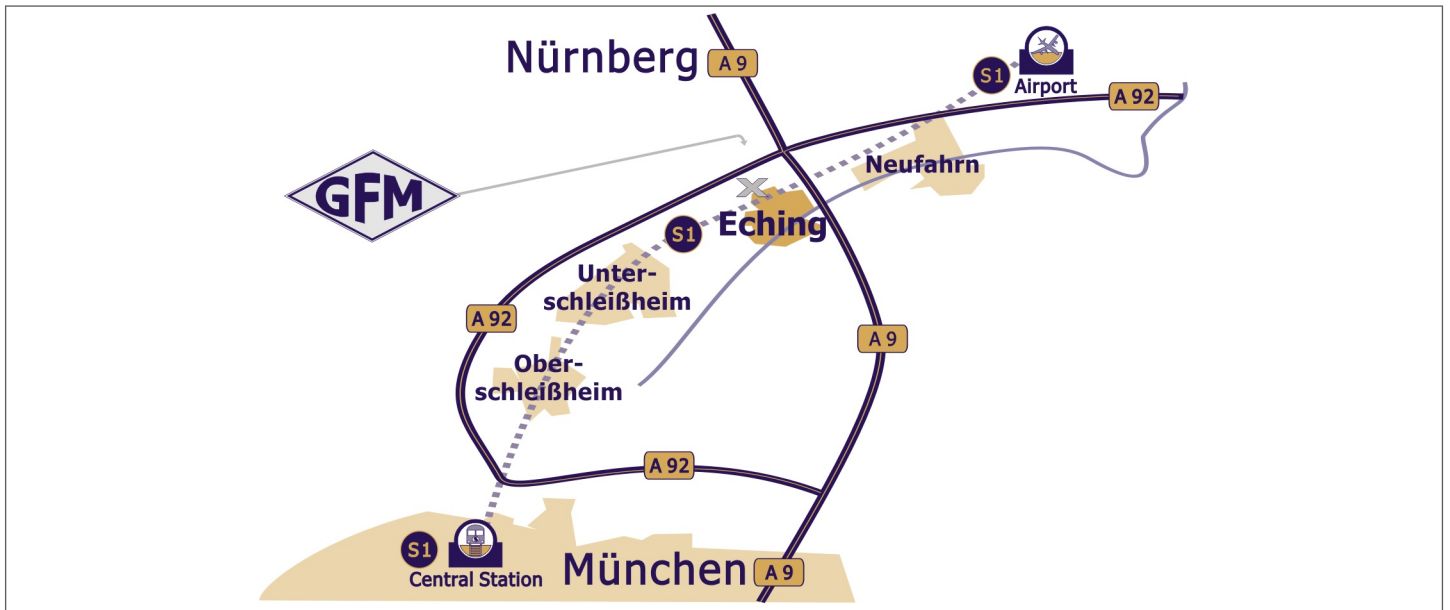 Nürnberg
A 9
S1
Airport
A 92
GFM
Neufahrn
Eching
S1
Unter-
schleißheim
A 92
A 9
Ober-
schleißheim
A 92
S1
Central Station
München
A 9